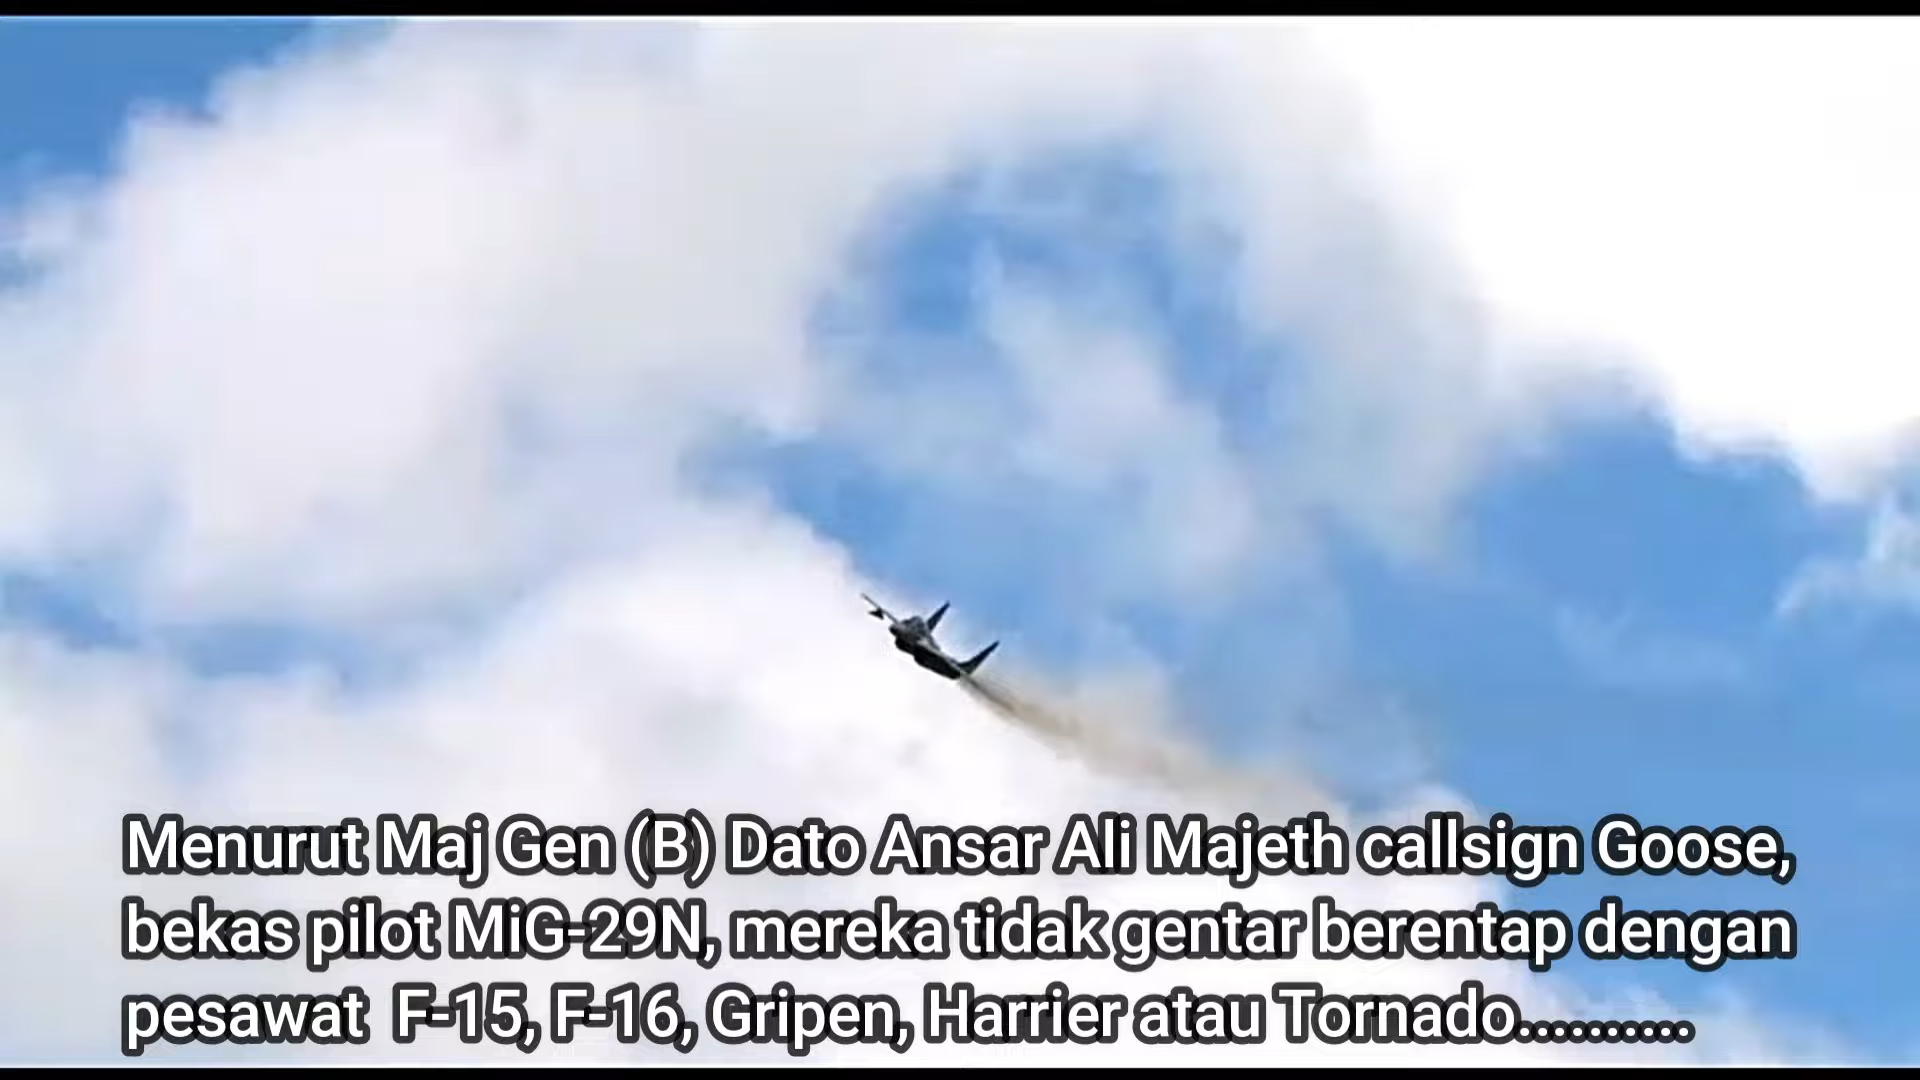 Menurut Maj Gen (B) Dato Ansar Ali Majeth callsign Goose,
bekas pilot MiG-29N, mereka tidak gentar berentap dengan
pesawat F-15, F-16, Gripen, Harrier atau Tornado..........